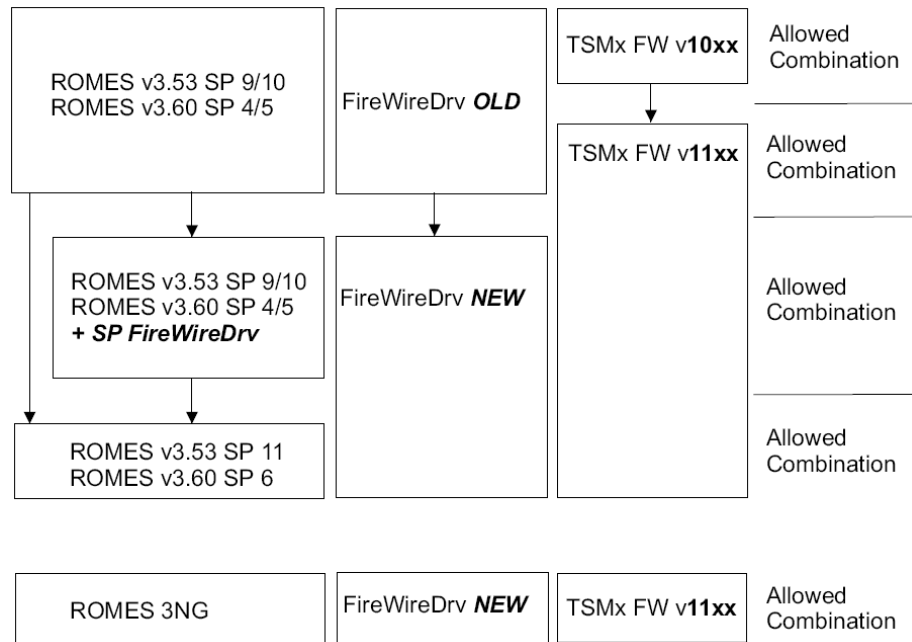 ROMES v3.53 SP 9/10
ROMES v3.60 SP 4/5
FireWireDrv OLD
TSMx FW v10xx
Allowed
Combination
TSMx FW v11xx
Allowed
Combination
ROMES v3.53 SP 9/10
ROMES v3.60 SP 4/5
+ SP FireWireDrv
FireWireDrv NEW
Allowed
Combination
ROMES v3.53 SP 11
ROMES v3.60 SP 6
Allowed
Combination
ROMES 3NG
FireWireDrv NEW
TSMx FW v11xx
Allowed
Combination